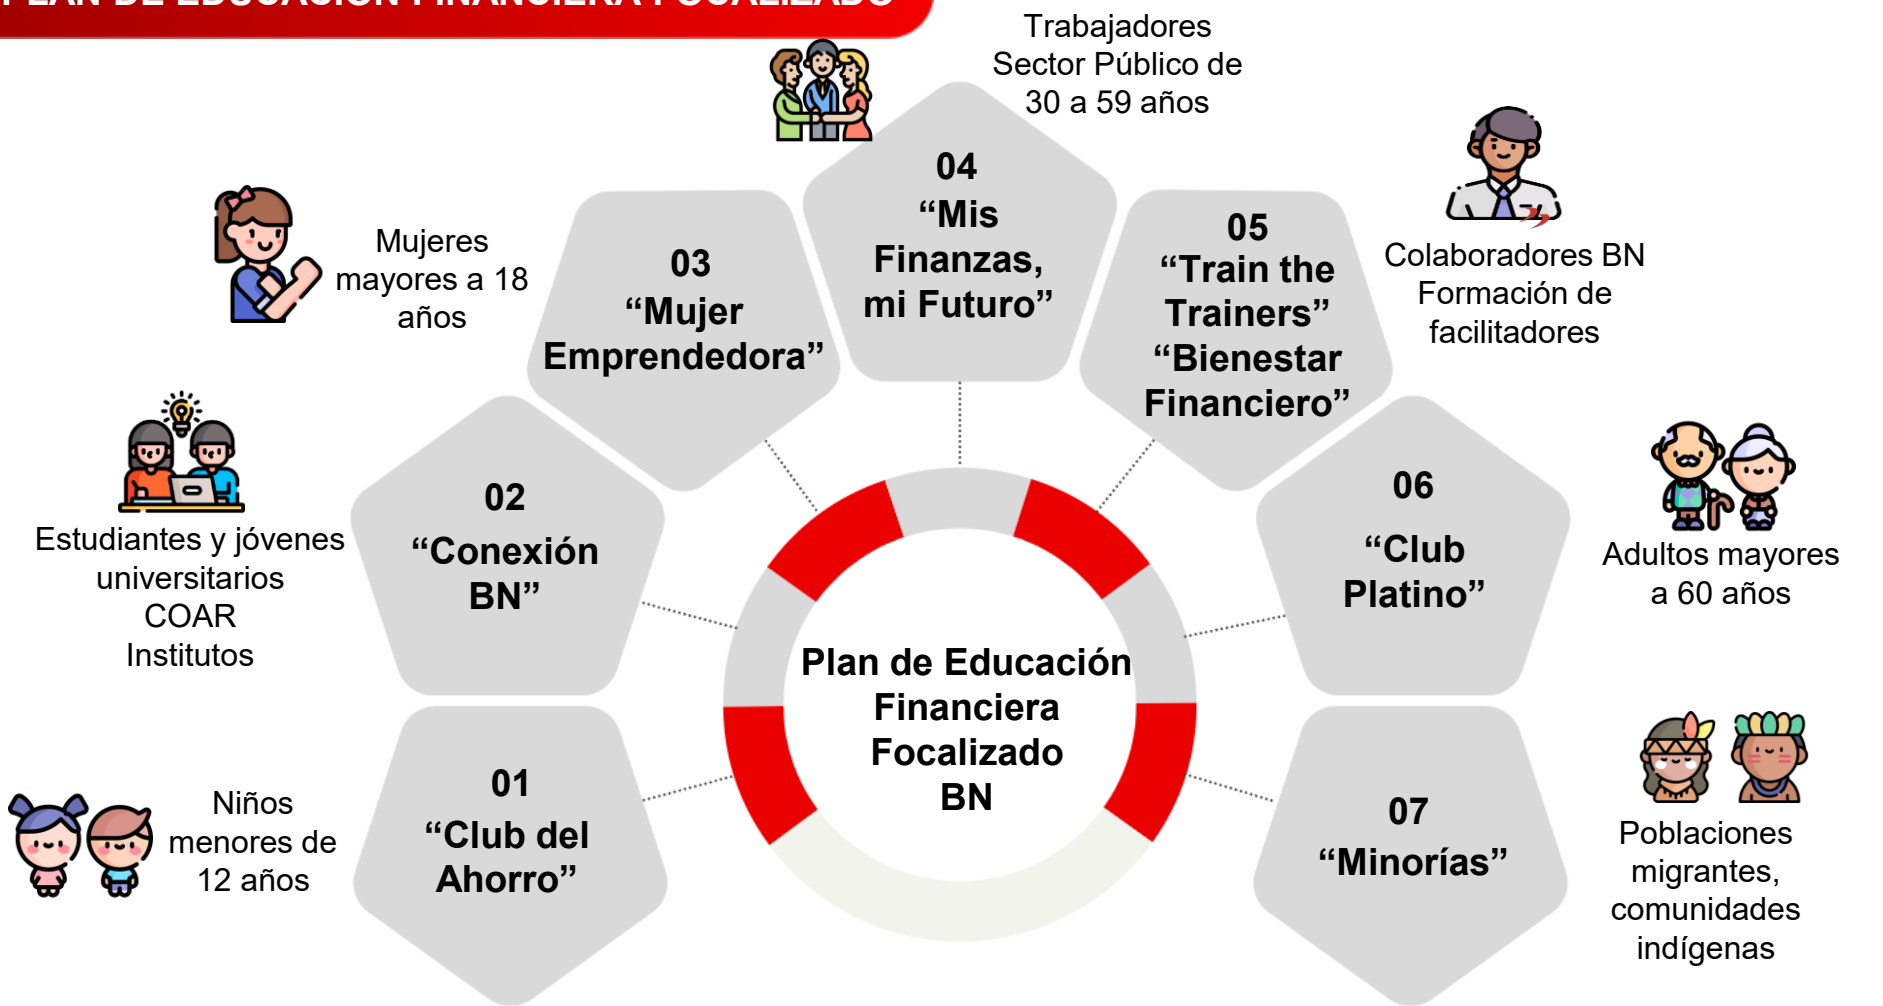 PLAN DE EDUCACIÓN FINANCIERA FOCALIZADO
Trabajadores
Sector Público de
30 a 59 años
04
“Mis
Finanzas,
mi Futuro”
Mujeres
mayores a 18
años
03
“Mujer
Emprendedora”
05
“Train the
Trainers”
“Bienestar
Financiero”
Colaboradores BN
Formación de
facilitadores
Estudiantes y jóvenes
universitarios
COAR
Institutos
02
“Conexión
BN”
06
“Club
Platino”
Adultos mayores
a 60 años
Plan de Educación
Financiera
Focalizado
BN
Niños
menores de
12 años
01
“Club del
Ahorro”
07
“Minorías”
Poblaciones
migrantes,
comunidades
indígenas